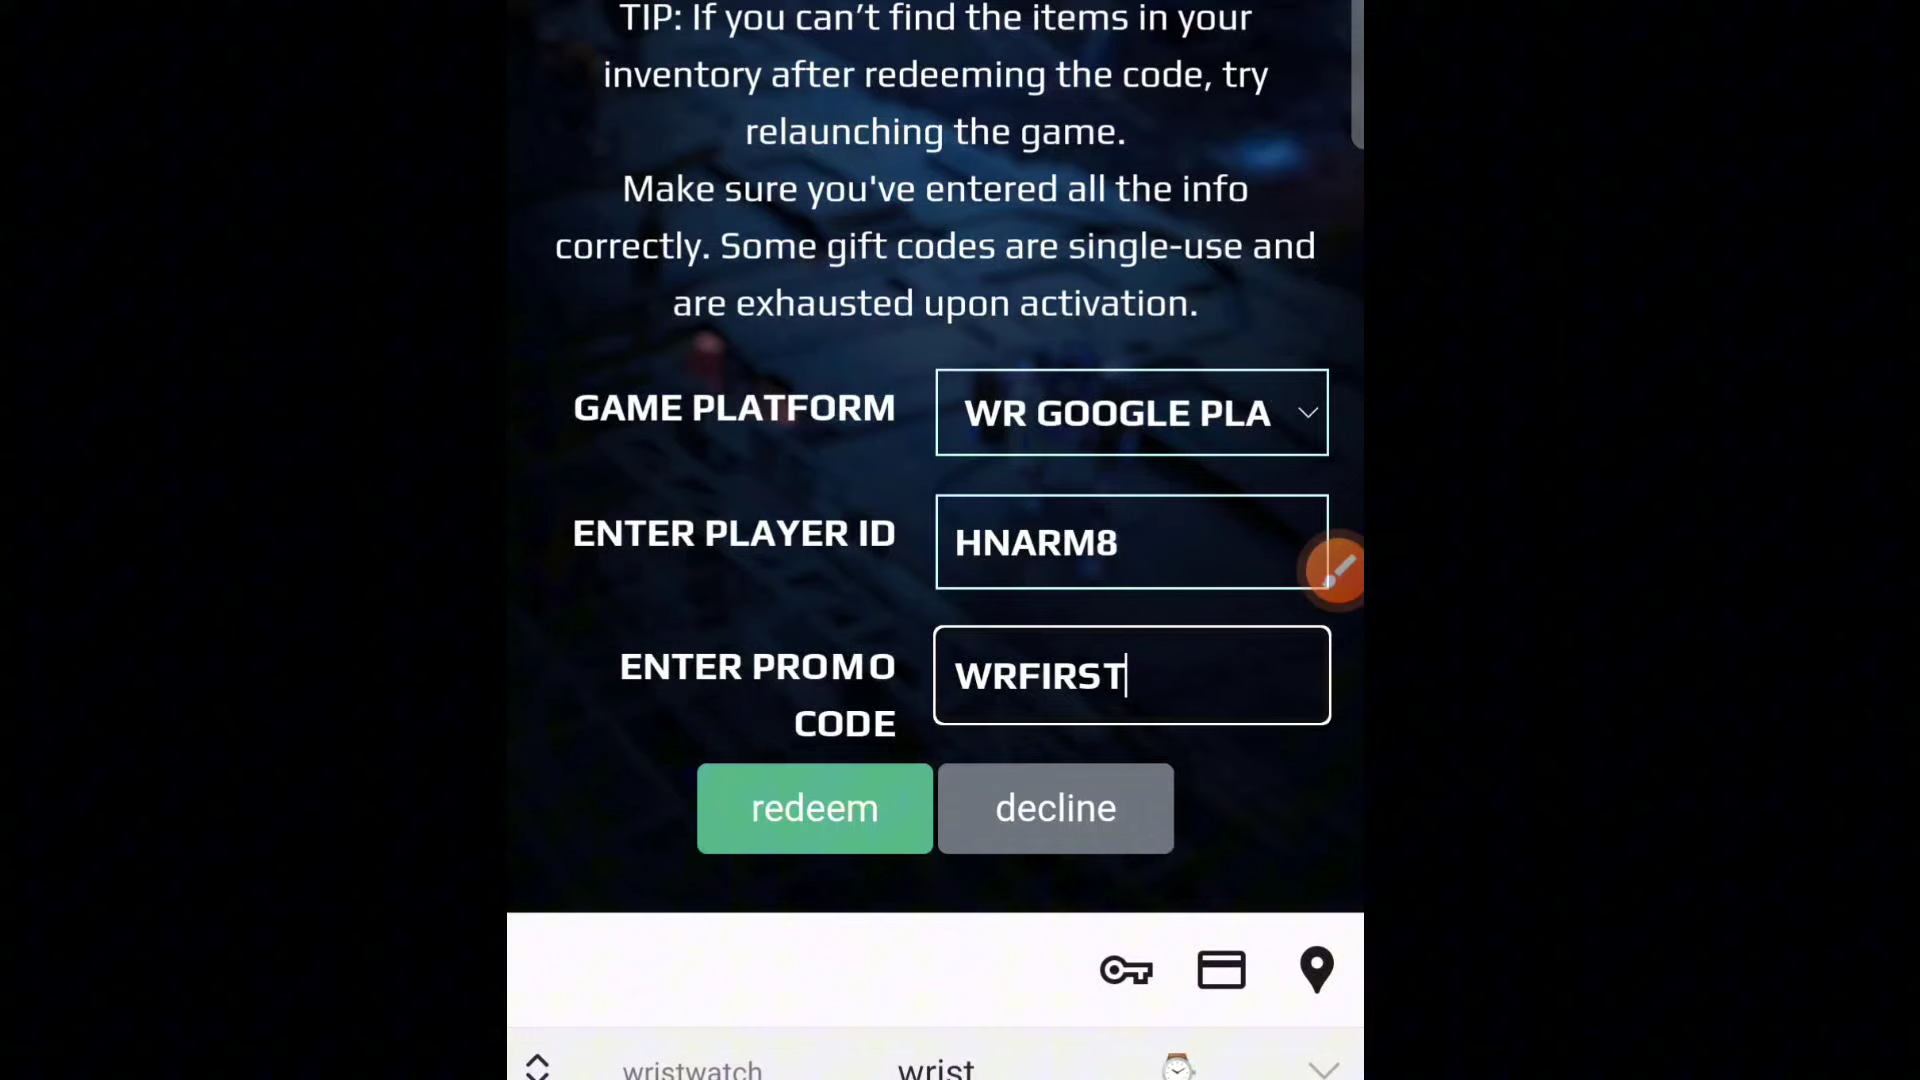 TIP: If you can't find the items in your
inventory after redeeming the code, try
relaunching the game.
Make sure you've entered all the info
correctly. Some gift codes are single-use and
are exhausted upon activation.
GAME PLATFORM
WR GOOGLE PLA
ENTER PLAYER ID
HNARM8
ENTER PROMO
CODE
WRFIRST
redeem
decline
wristwatch
wrist